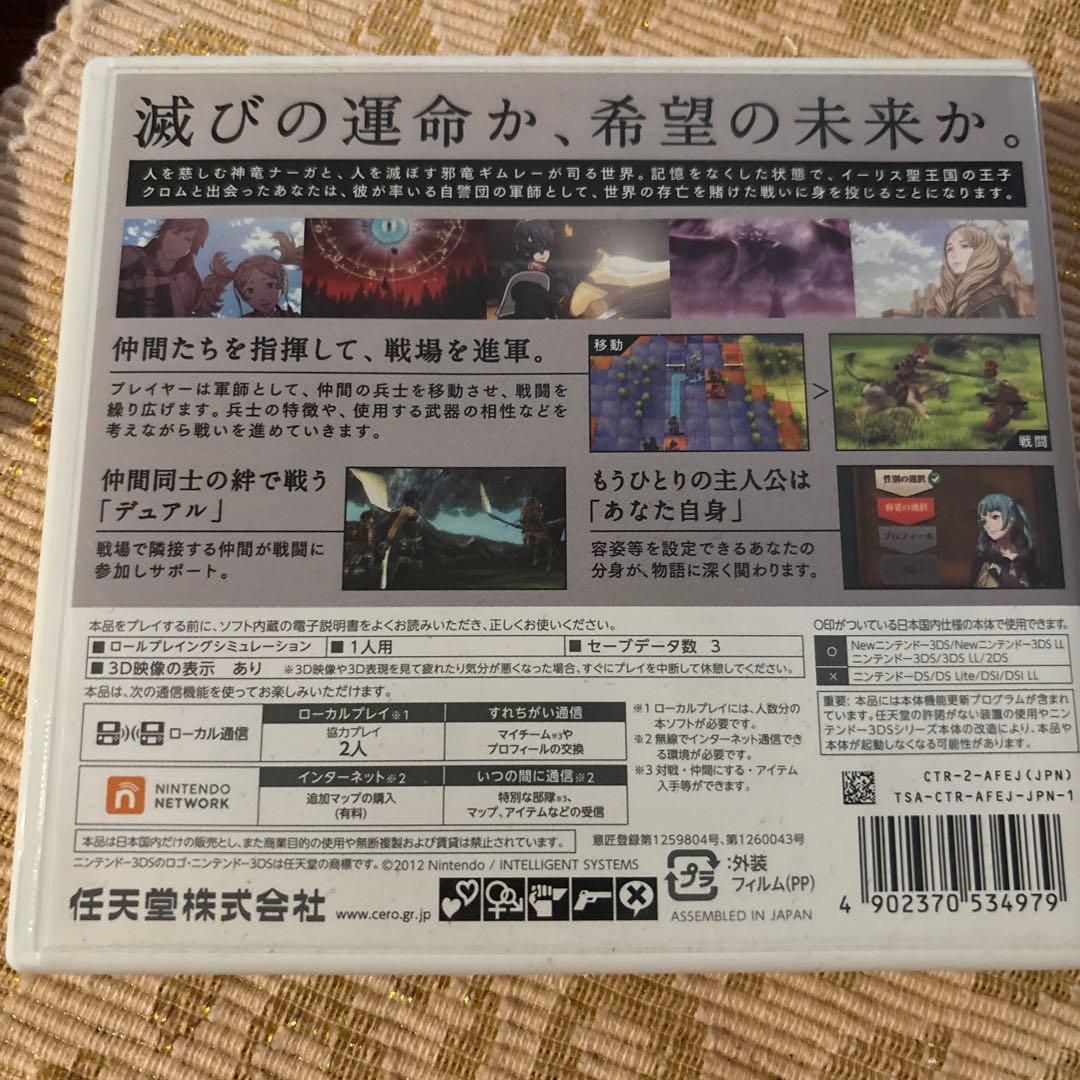 滅びの運命か、希望の未来か。
人を慈しむ神竜ナーガと、人を滅ぼす邪竜ギムレーが司る世界。記憶をなくした状態で、イーリス聖王国の王子
クロムと出会ったあなたは、彼が率いる自警団の軍師として、世界の存亡を賭けた戦いに身を投じることになります。
仲間たちを指揮して、戦場を進軍。
プレイヤーは軍師として、仲間の兵士を移動させ、戦闘を
繰り広げます。兵士の特徴や、使用する武器の相性などを
考えながら戦いを進めていきます。
移動
>
戦闘
仲間同士の絆で戦う
「デュアル」
戦場で隣接する仲間が戦闘に
参加しサポート。
もうひとりの主人公は
「あなた自身」
容姿等を設定できるあなたの
分身が、物語に深く関わります。
性別の選択
容姿の選択
プロフィール
本品をプレイする前に、ソフト内蔵の電子説明書をよくお読みいただき、正しくお使いください。
■ロールプレイングシミュレーション
■1人用
■セーブデータ数 3
■3D映像の表示 あり
※3D映像や3D表現を見て疲れたり気分が悪くなった場合、すぐにプレイを中断して休憩してください。
本品は、次の通信機能を使ってお楽しみいただけます。
ローカル通信
ローカルプレイ※1
協力プレイ
2人
すれちがい通信
マイチーム※3や
プロフィールの交換
NINTENDO
NETWORK
インターネット※2
追加マップの購入
(有料)
いつの間に通信※2
特別な部隊※3、
マップ、アイテムなどの受信
※1 ローカルプレイには、人数分の
本ソフトが必要です。
※2 無線でインターネット通信でき
る環境が必要です。
※3 対戦・仲間にする・アイテム
入手等ができます。
○印がついている日本国内仕様の本体で使用できます。
○ Newニンテンドー3DS/Newニンテンドー3DS LL
ニンテンドー3DS/3DS LL/2DS
× ニンテンドーDS/DS Lite/DSi/DSi LL
重要: 本品には本体機能更新プログラムが含まれ
ています。任天堂の許諾がない装置の使用やニン
テンドー3DSシリーズ本体の改造により、本品や
本体が起動しなくなる可能性があります。
CTR-2-AFEJ(JPN)
TSA-CTR-AFEJ-JPN-1
本品は日本国内だけの販売とし、また商業目的の使用や無断複製および賃貸は禁止されています。
意匠登録第1259804号、第1260043号
ニンテンドー3DSのロゴ・ニンテンドー3DSは任天堂の商標です。©2012 Nintendo / INTELLIGENT SYSTEMS
任天堂株式会社
www.cero.gr.jp
プラ
:外装
フィルム(PP)
ASSEMBLED IN JAPAN
4 902370 534979